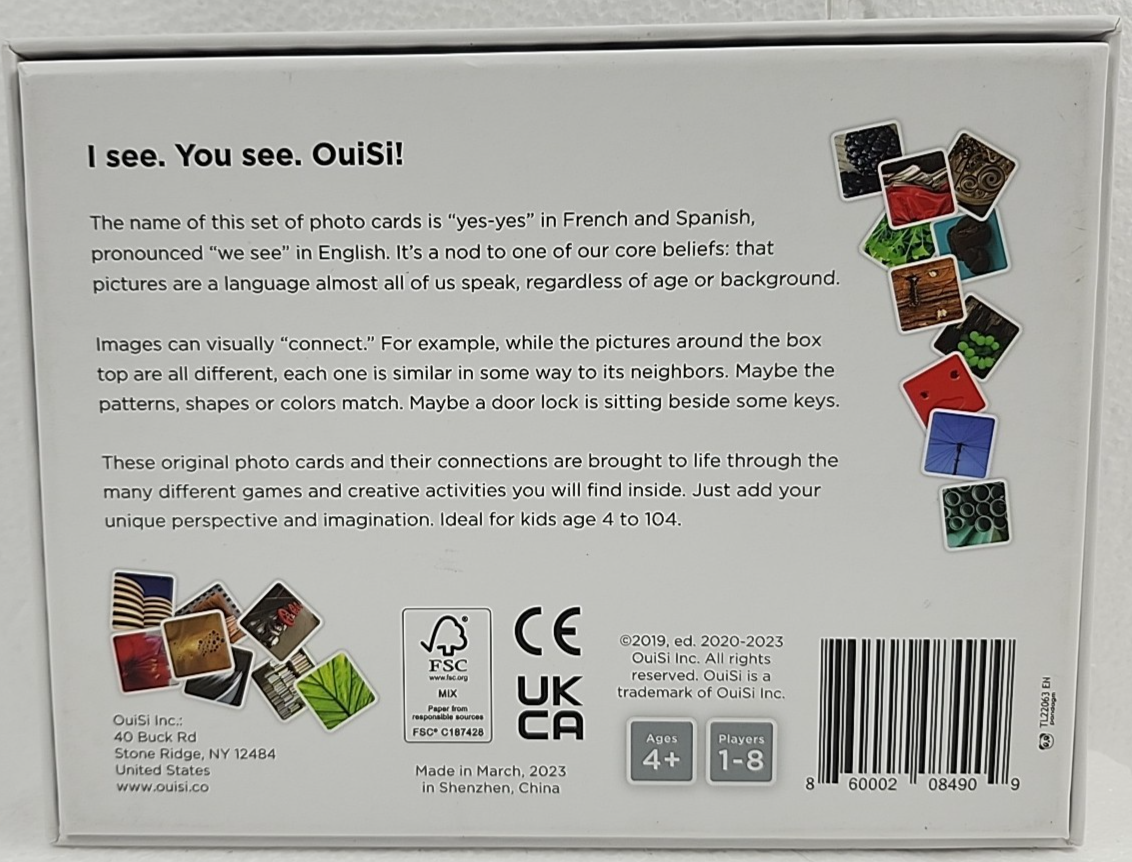 I see. You see. OuiSi!
The name of this set of photo cards is “yes-yes” in French and Spanish,
pronounced “we see” in English. It’s a nod to one of our core beliefs: that
pictures are a language almost all of us speak, regardless of age or background.
Images can visually “connect.” For example, while the pictures around the box
top are all different, each one is similar in some way to its neighbors. Maybe the
patterns, shapes or colors match. Maybe a door lock is sitting beside some keys.
These original photo cards and their connections are brought to life through the
many different games and creative activities you will find inside. Just add your
unique perspective and imagination. Ideal for kids age 4 to 104.
OuiSi Inc.:
40 Buck Rd
Stone Ridge, NY 12484
United States
www.ouisi.co
FSC
www.fsc.org
MIX
Paper from
responsible sources
FSC® C187428
Made in March, 2023
in Shenzhen, China
CE
UK
CA
©2019, ed. 2020-2023
OuiSi Inc. All rights
reserved. OuiSi is a
trademark of OuiSi Inc.
Ages
4+
Players
1-8
8 60002 08490 9
TL22063 EN
pandagm